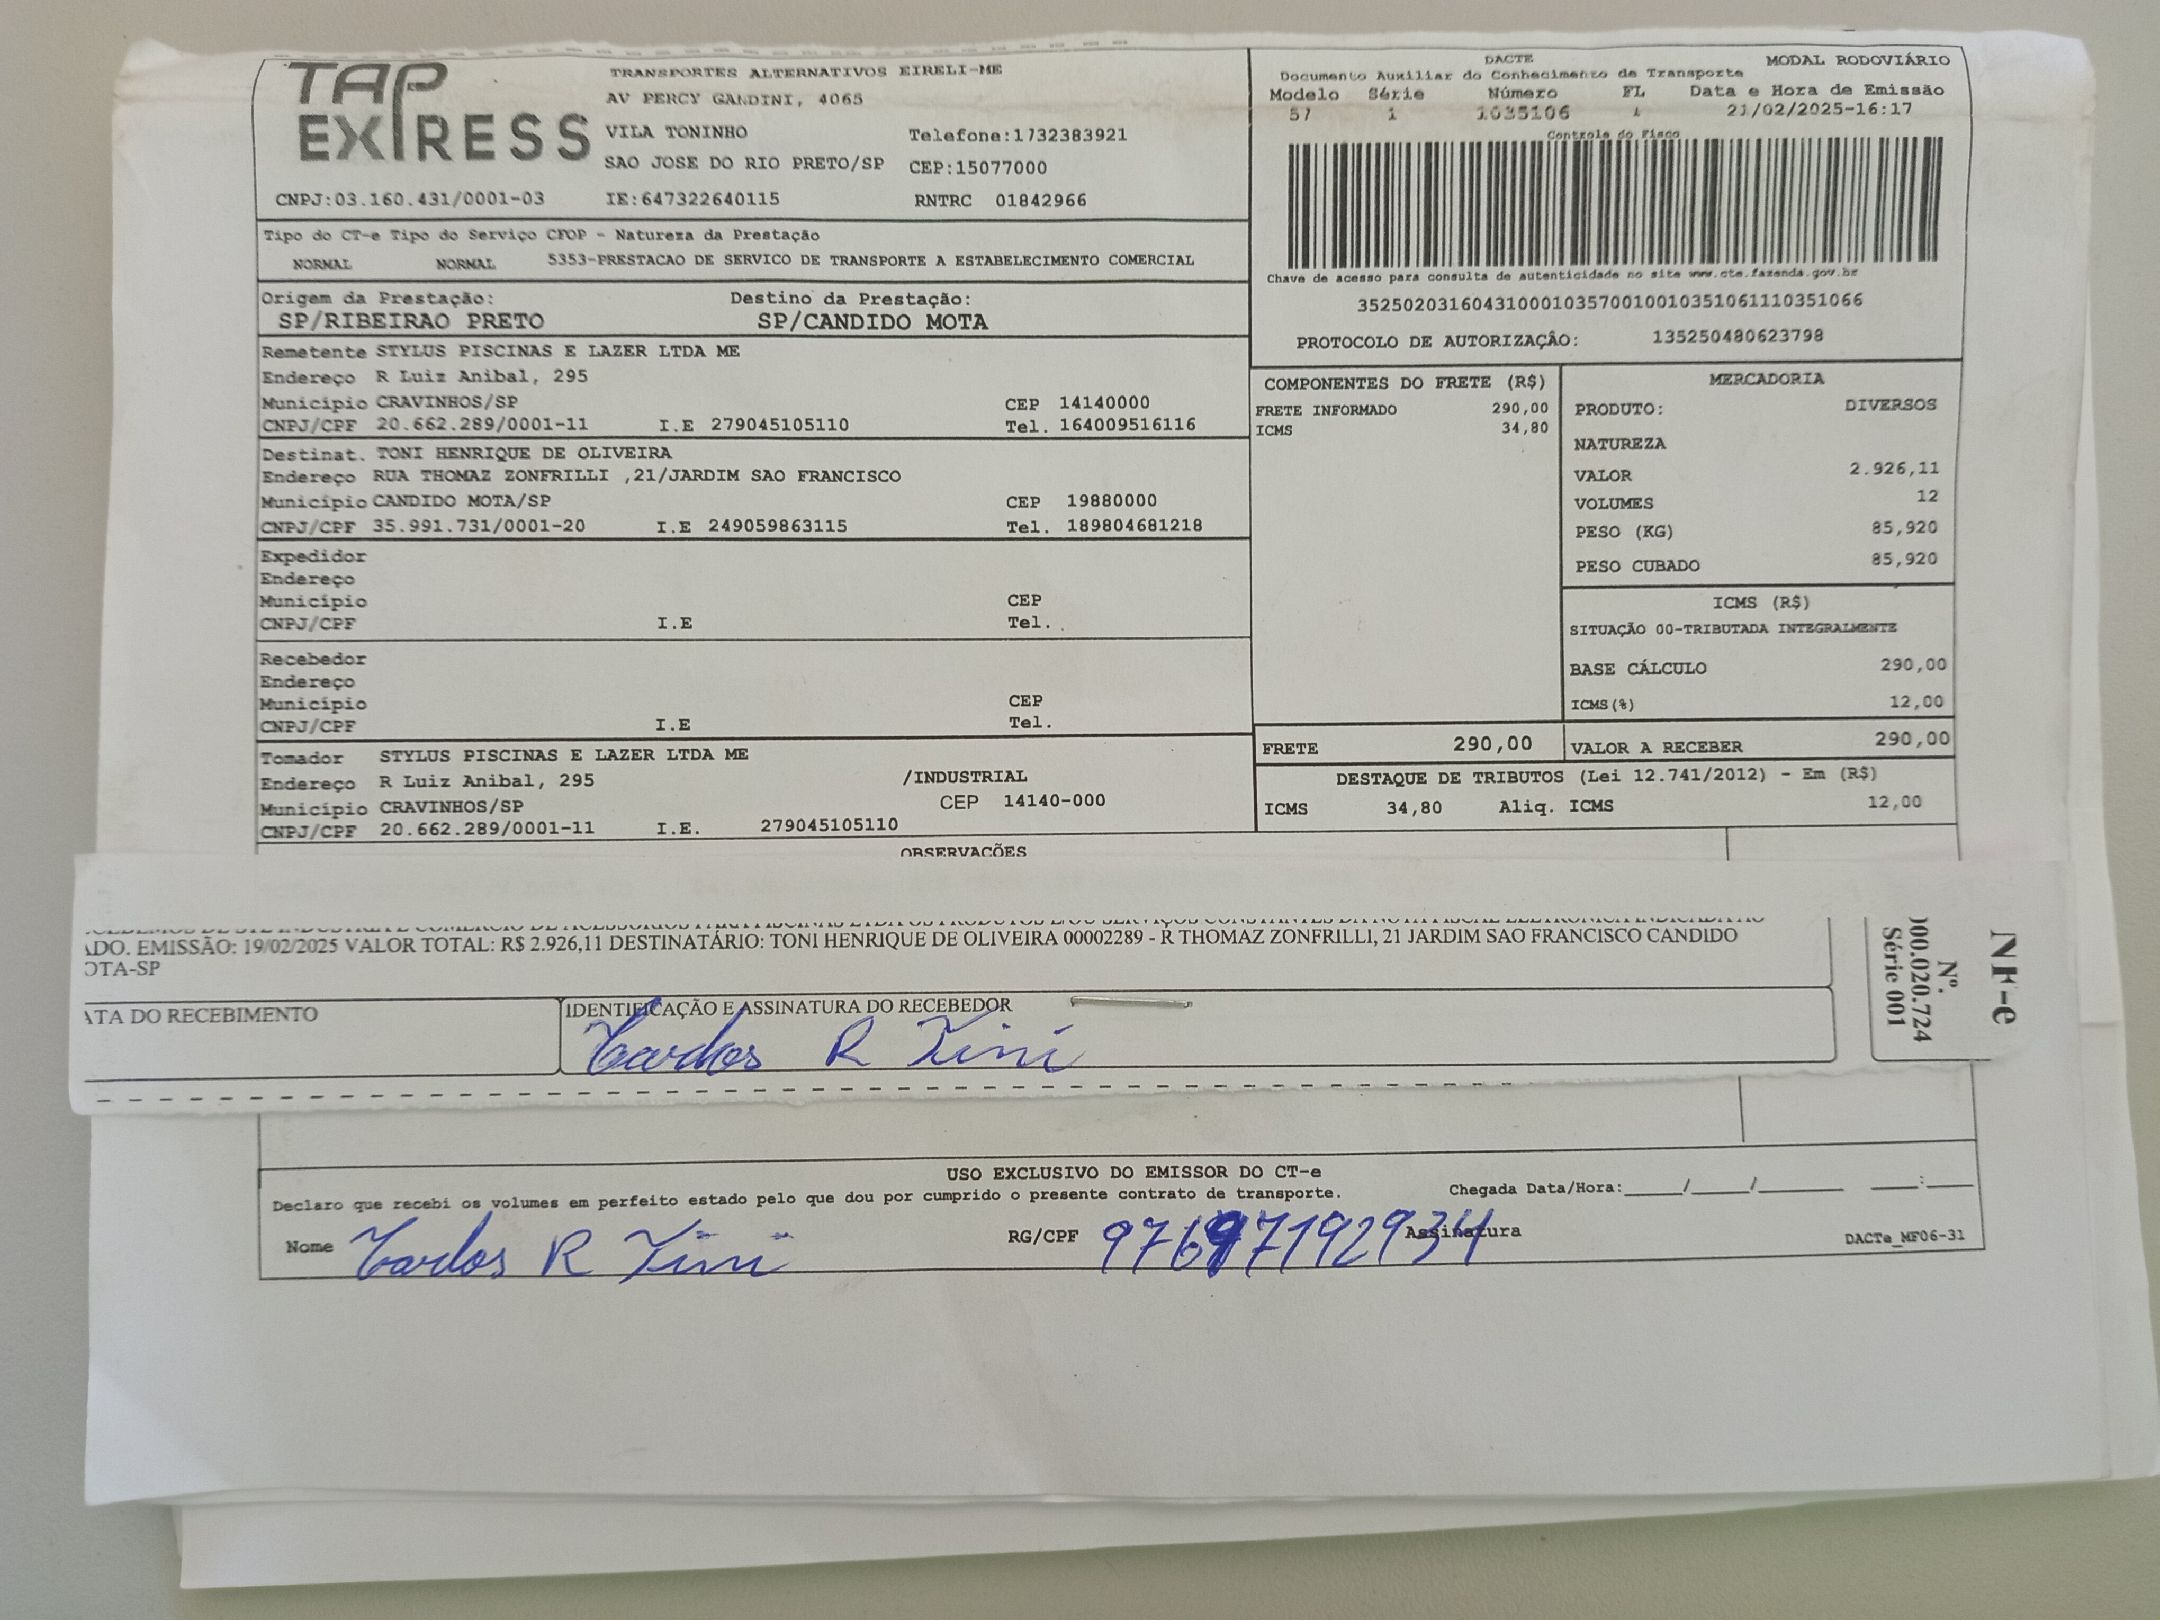 TAP
EXPRESS
TRANSPORTES ALTERNATIVOS EIRELI-ME
AV PERCY GANDINI, 4065
VILA TONINHO Telefone:1732383921
SAO JOSE DO RIO PRETO/SP CEP:15077000
CNPJ:03.160.431/0001-03 IE:647322640115 RNTRC 01842966
DACTE MODAL RODOVIÁRIO
Documento Auxiliar do Conhecimento de Transporte
Modelo Série Número FL Data e Hora de Emissão
57 1 1035106 1 21/02/2025-16:17
Controle do Fisco
Chave de acesso para consulta de autenticidade no site www.cte.fazenda.gov.br
35250203160431000103570010010351061110351066
PROTOCOLO DE AUTORIZAÇÂO: 135250480623798
Tipo do CT-e Tipo do Serviço CFOP - Natureza da Prestação
NORMAL NORMAL 5353-PRESTACAO DE SERVICO DE TRANSPORTE A ESTABELECIMENTO COMERCIAL
Origem da Prestação: Destino da Prestação:
SP/RIBEIRAO PRETO SP/CANDIDO MOTA
Remetente STYLUS PISCINAS E LAZER LTDA ME
Endereço R Luiz Anibal, 295
Município CRAVINHOS/SP CEP 14140000
CNPJ/CPF 20.662.289/0001-11 I.E 279045105110 Tel. 164009516116
Destinat. TONI HENRIQUE DE OLIVEIRA
Endereço RUA THOMAZ ZONFRILLI ,21/JARDIM SAO FRANCISCO
Município CANDIDO MOTA/SP CEP 19880000
CNPJ/CPF 35.991.731/0001-20 I.E 249059863115 Tel. 189804681218
Expedidor
Endereço
Município CEP
CNPJ/CPF I.E Tel.
Recebedor
Endereço
Município CEP
CNPJ/CPF I.E Tel.
Tomador STYLUS PISCINAS E LAZER LTDA ME
Endereço R Luiz Anibal, 295 /INDUSTRIAL
Município CRAVINHOS/SP CEP 14140-000
CNPJ/CPF 20.662.289/0001-11 I.E. 279045105110
COMPONENTES DO FRETE (R$)
FRETE INFORMADO 290,00
ICMS 34,80
MERCADORIA
PRODUTO: DIVERSOS
NATUREZA
VALOR 2.926,11
VOLUMES 12
PESO (KG) 85,920
PESO CUBADO 85,920
ICMS (R$)
SITUAÇÃO 00-TRIBUTADA INTEGRALMENTE
BASE CÁLCULO 290,00
ICMS(%) 12,00
FRETE 290,00 VALOR A RECEBER 290,00
DESTAQUE DE TRIBUTOS (Lei 12.741/2012) - Em (R$)
ICMS 34,80 Aliq. ICMS 12,00
OBSERVAÇÕES
ADO. EMISSÃO: 19/02/2025 VALOR TOTAL: R$ 2.926,11 DESTINATÁRIO: TONI HENRIQUE DE OLIVEIRA 00002289 - R THOMAZ ZONFRILLI, 21 JARDIM SAO FRANCISCO CANDIDO
OTA-SP
ATA DO RECEBIMENTO IDENTIFICAÇÃO E ASSINATURA DO RECEBEDOR
NF-e
Nº.
000.020.724
Série 001
USO EXCLUSIVO DO EMISSOR DO CT-e
Declaro que recebi os volumes em perfeito estado pelo que dou por cumprido o presente contrato de transporte. Chegada Data/Hora:_____/_____/________ ____:____
Nome RG/CPF Assinatura
DACTe_MF06-31